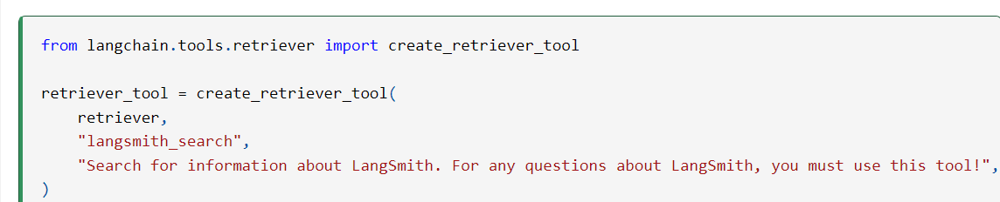 from langchain.tools.retriever import create_retriever_tool
retriever_tool = create_retriever_tool(
    retriever,
    "langsmith_search",
    "Search for information about LangSmith. For any questions about LangSmith, you must use this tool!",
)